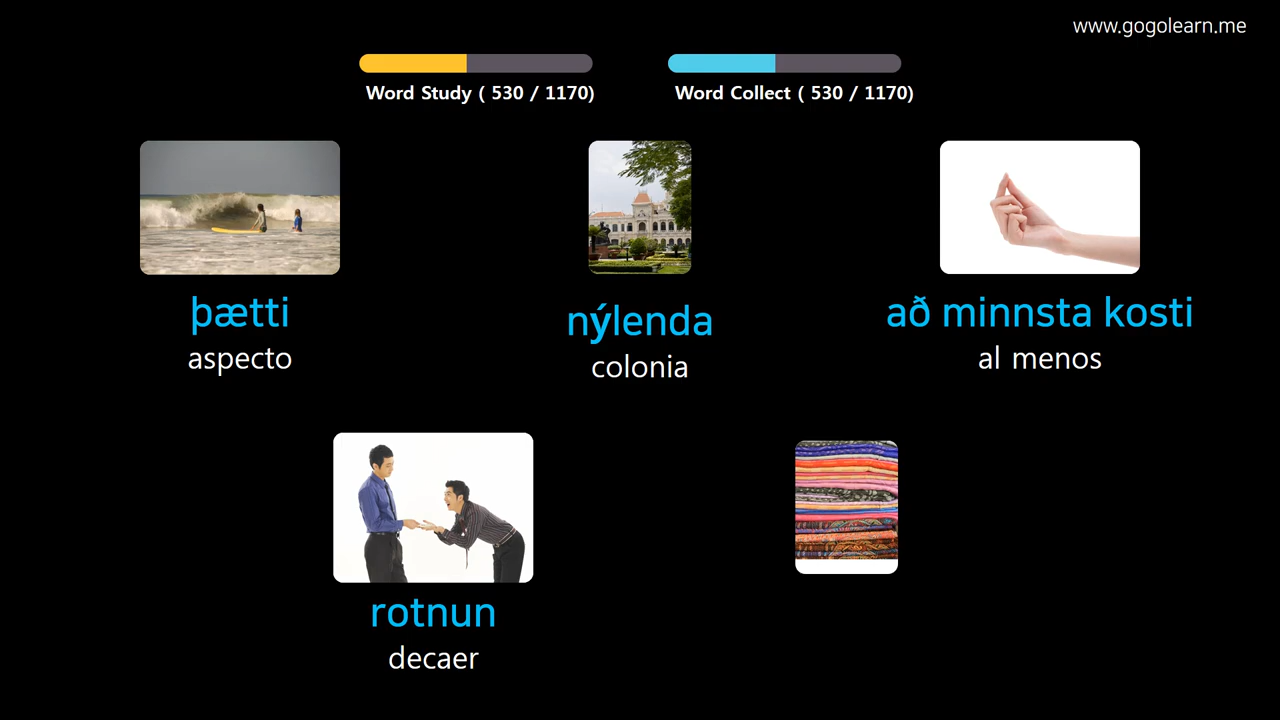 www.gogolearn.me
Word Study ( 530 / 1170)
Word Collect ( 530 / 1170)
þætti
aspecto
nýlenda
colonia
að minnsta kosti
al menos
rotnun
decaer